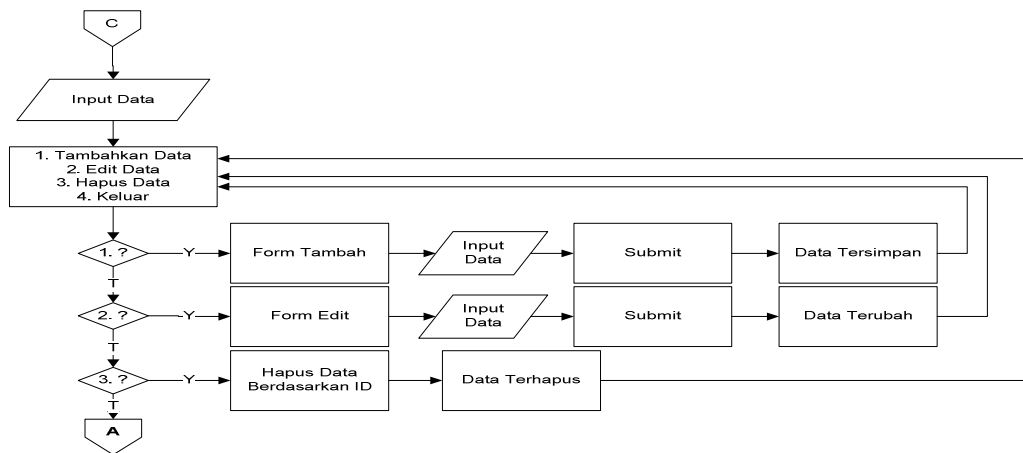 C
Input Data
1. Tambahkan Data
2. Edit Data
3. Hapus Data
4. Keluar
1. ?
Y
Form Tambah
Input
Data
Submit
Data Tersimpan
T
2. ?
Y
Form Edit
Input
Data
Submit
Data Terubah
T
3. ?
Y
Hapus Data
Berdasarkan ID
Data Terhapus
T
A